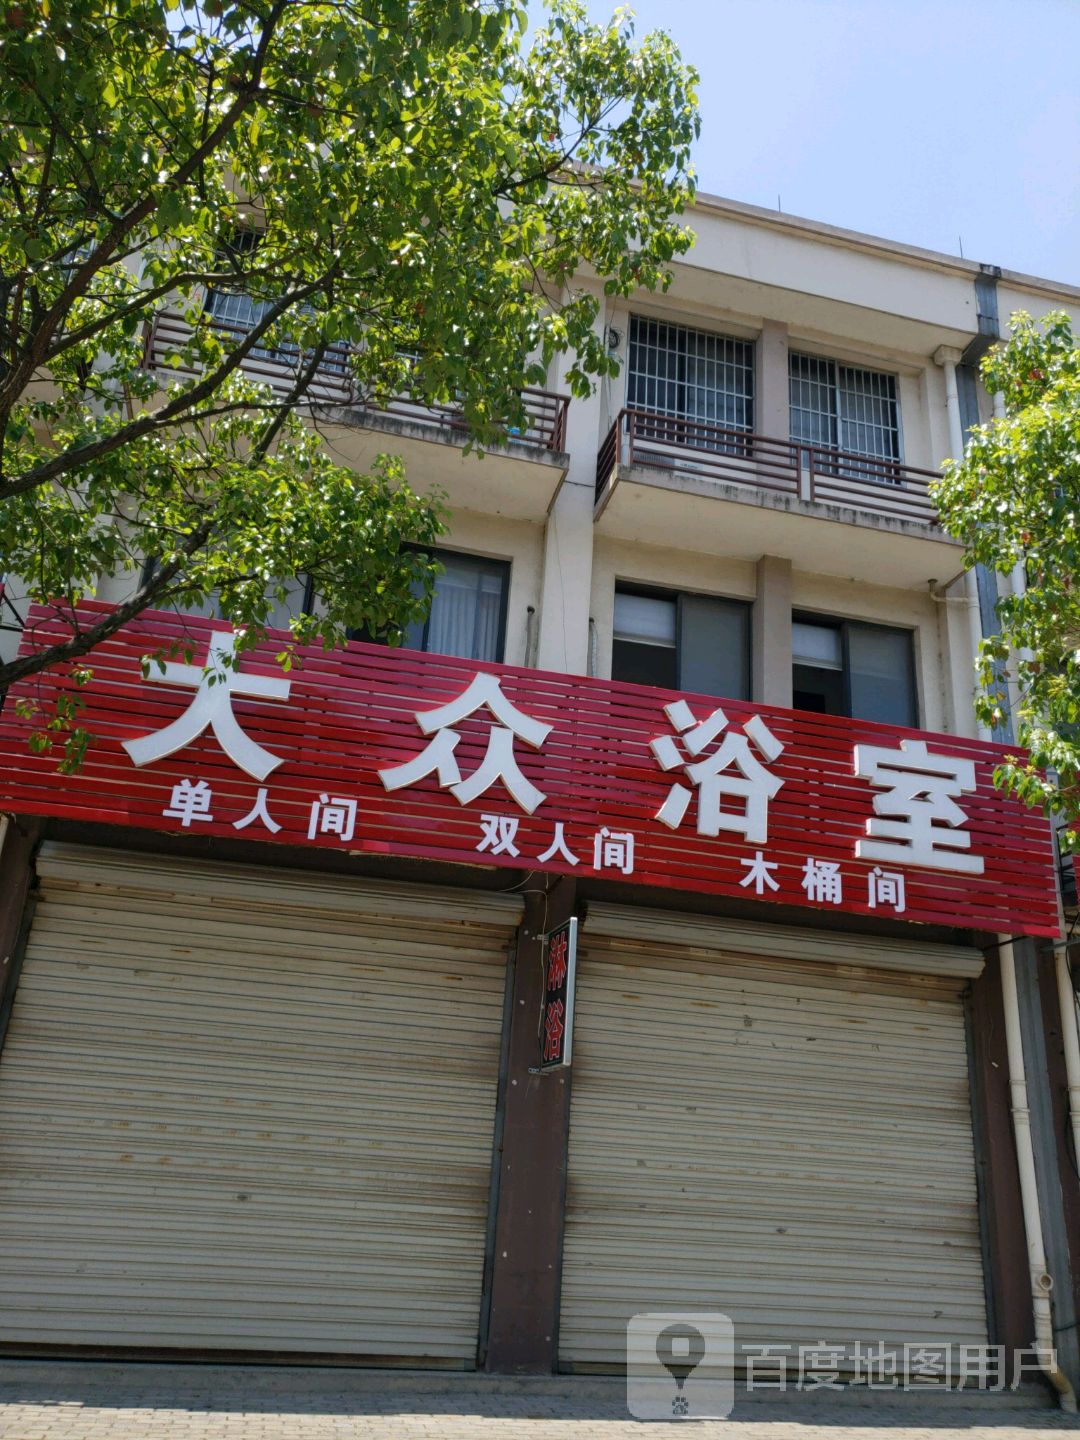 大众浴室
单人间 双人间 木桶间
淋浴
百度地图用户